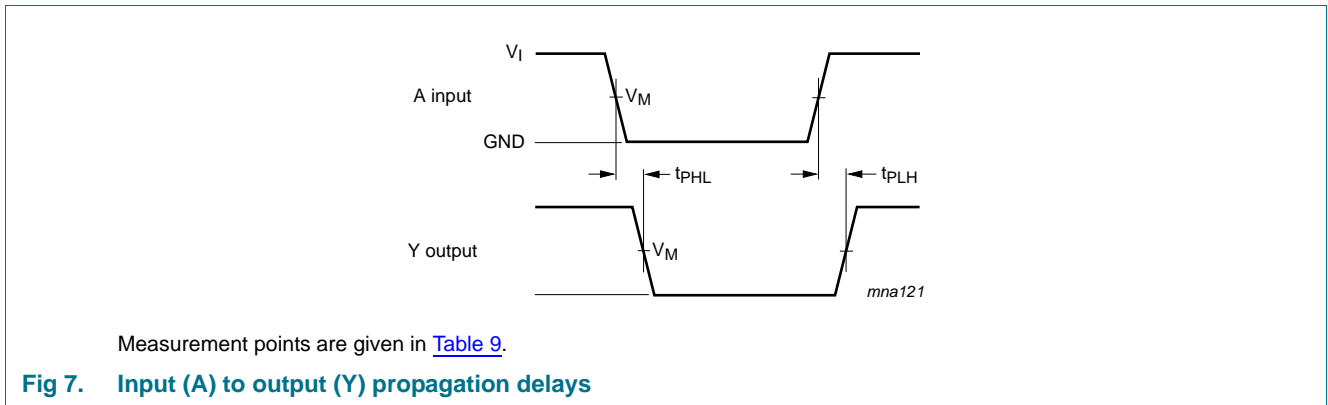 VI
A input
VM
GND
tPHL
tPLH
Y output
VM
mna121
Measurement points are given in Table 9.
Fig 7. Input (A) to output (Y) propagation delays